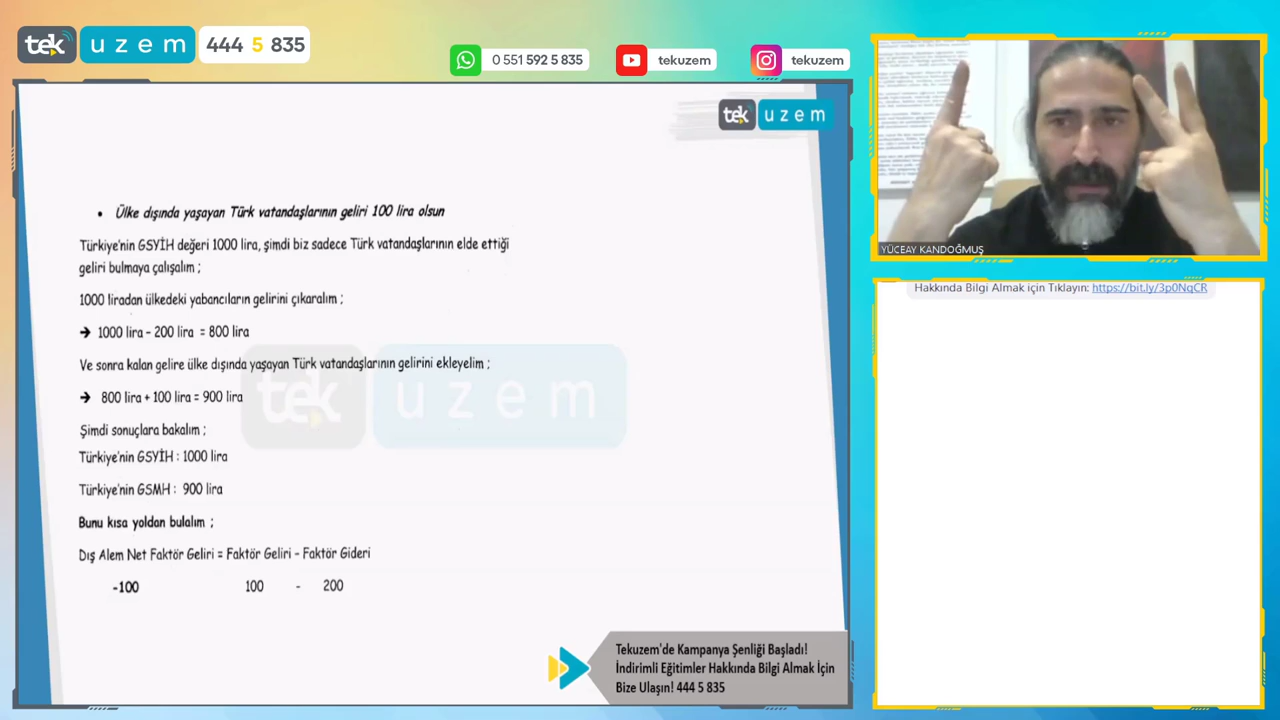 tek
uzem
444 5 835
0 551 592 5 835
tekuzem
tekuzem
tek uzem
• Ülke dışında yaşayan Türk vatandaşlarının geliri 100 lira olsun
Türkiye'nin GSYİH değeri 1000 lira, şimdi biz sadece Türk vatandaşlarının elde ettiği
geliri bulmaya çalışalım ;
1000 liradan ülkedeki yabancıların gelirini çıkaralım ;
→ 1000 lira – 200 lira = 800 lira
Ve sonra kalan gelire ülke dışında yaşayan Türk vatandaşlarının gelirini ekleyelim ;
→ 800 lira + 100 lira = 900 lira
tek uzem
Şimdi sonuçlara bakalım ;
Türkiye'nin GSYİH : 1000 lira
Türkiye'nin GSMH : 900 lira
Bunu kısa yoldan bulalım ;
Dış Alem Net Faktör Geliri = Faktör Geliri – Faktör Gideri
-100 100 - 200
Tekuzem'de Kampanya Şenliği Başladı!
İndirimli Eğitimler Hakkında Bilgi Almak İçin
Bize Ulaşın! 444 5 835
YÜCEAY KANDOĞMUŞ
Hakkında Bilgi Almak için Tıklayın: https://bit.ly/3p0NqCR